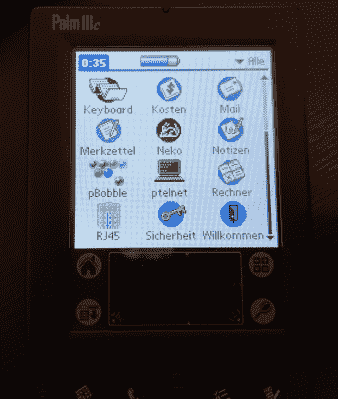 Palm IIIc
0:35
Alle
Keyboard Kosten Mail
Merkzettel Neko Notizen
pBobble ptelnet Rechner
RJ45 Sicherheit Willkommen